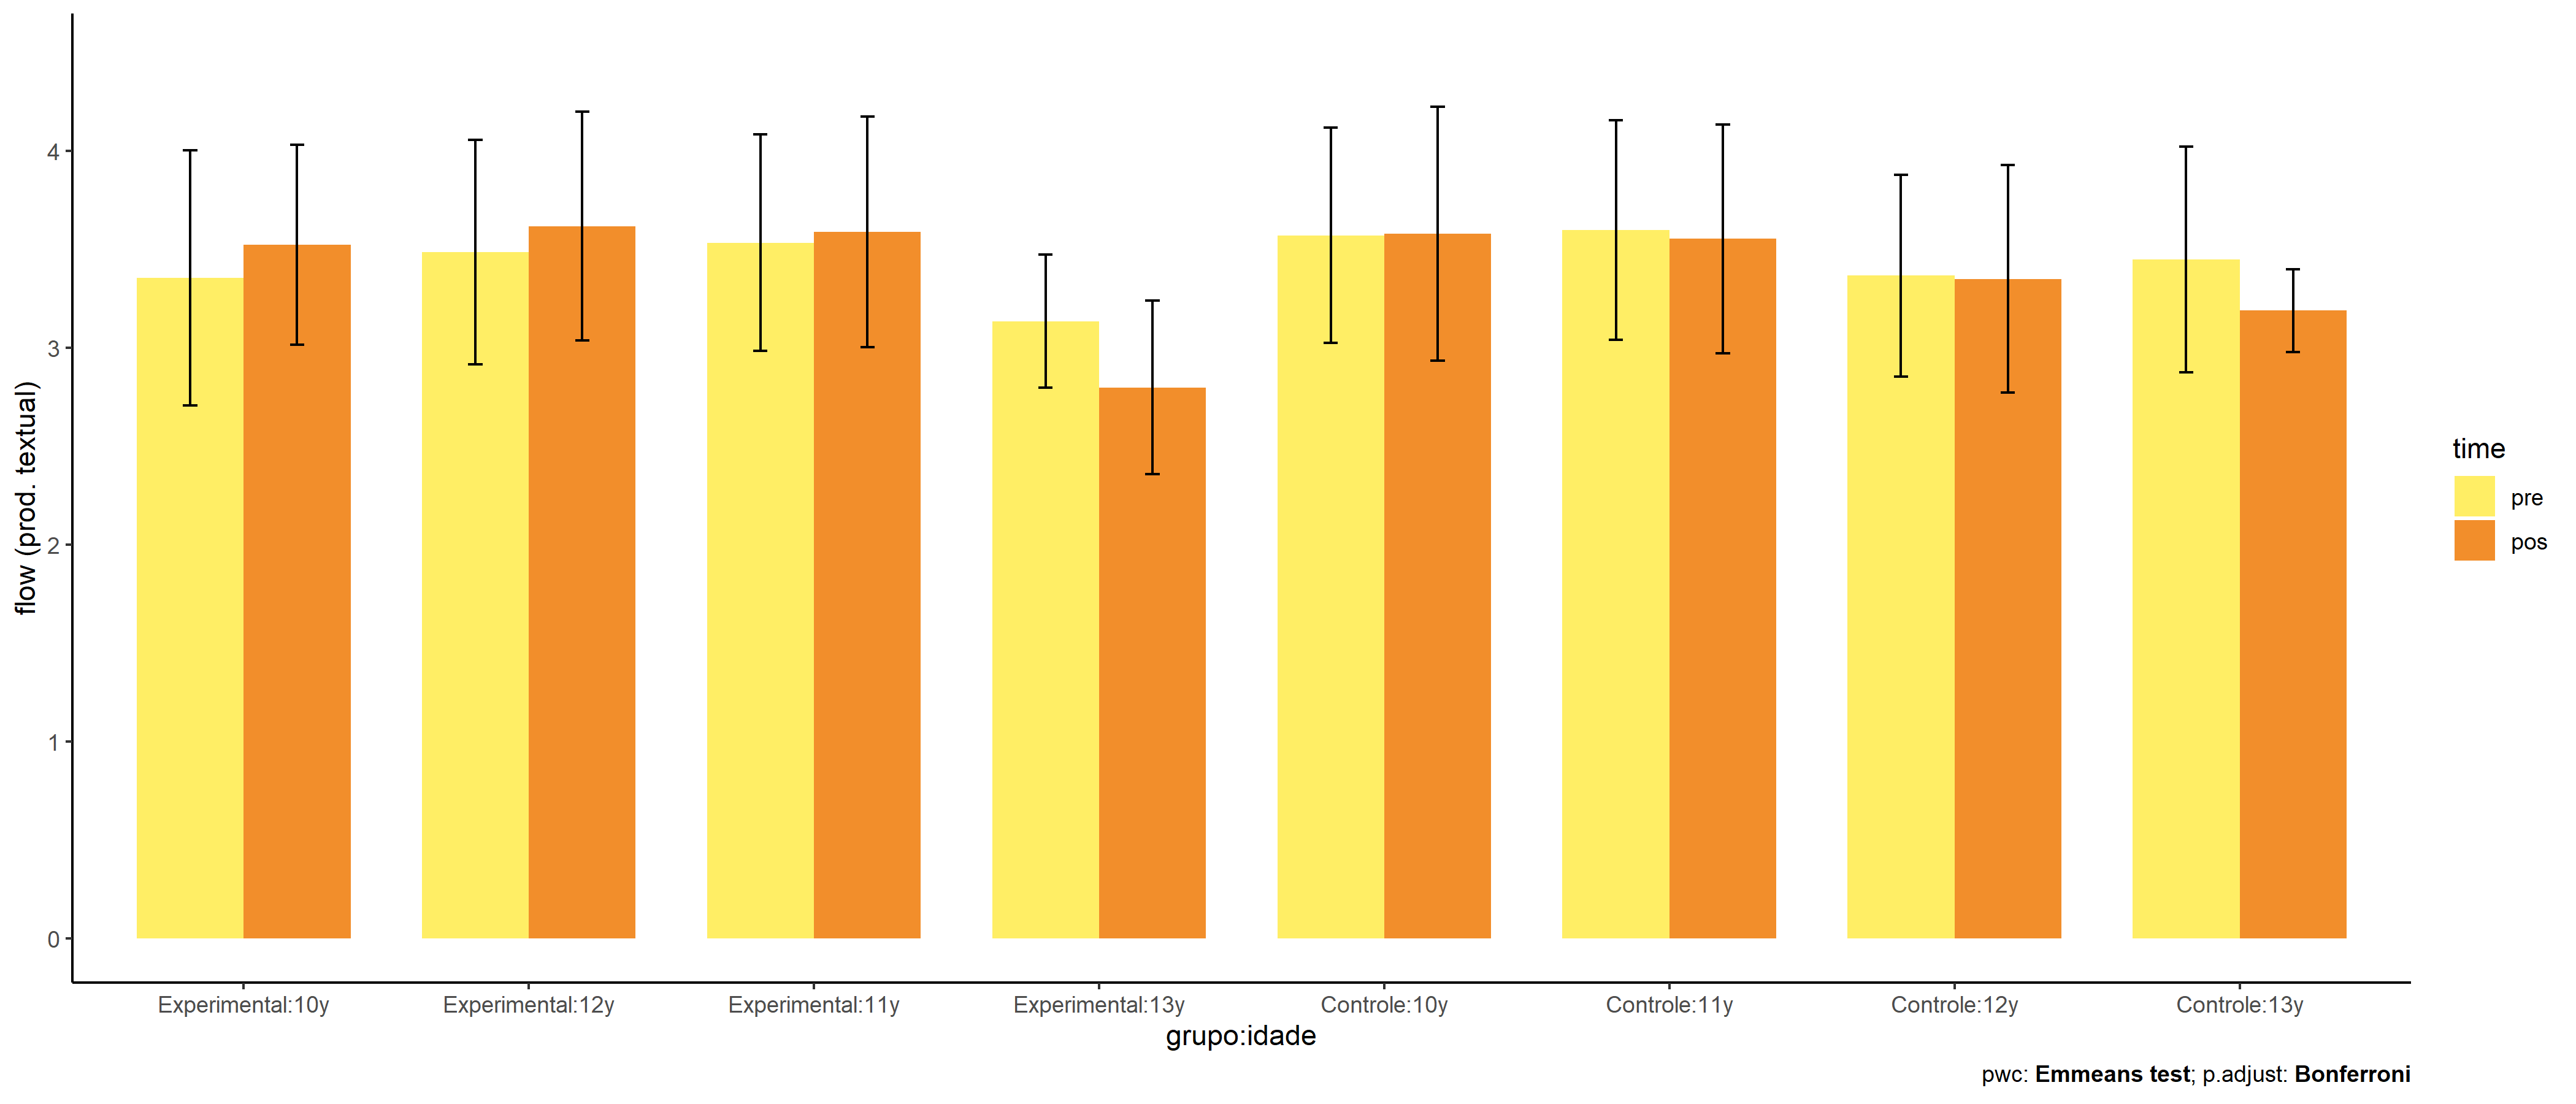 flow (prod. textual)
4
3
2
1
0
Experimental:10y
Experimental:12y
Experimental:11y
Experimental:13y
Controle:10y
Controle:11y
Controle:12y
Controle:13y
grupo:idade
time
pre
pos
pwc: Emmeans test; p.adjust: Bonferroni